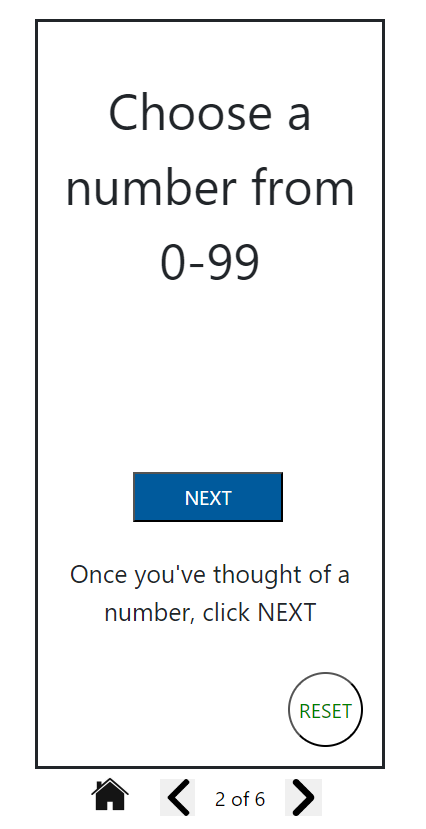 Choose a
number from
0-99
NEXT
Once you've thought of a
number, click NEXT
RESET
2 of 6